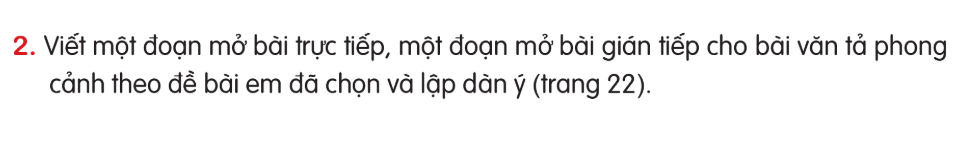 2. Viết một đoạn mở bài trực tiếp, một đoạn mở bài gián tiếp cho bài văn tả phong
cảnh theo đề bài em đã chọn và lập dàn ý (trang 22).